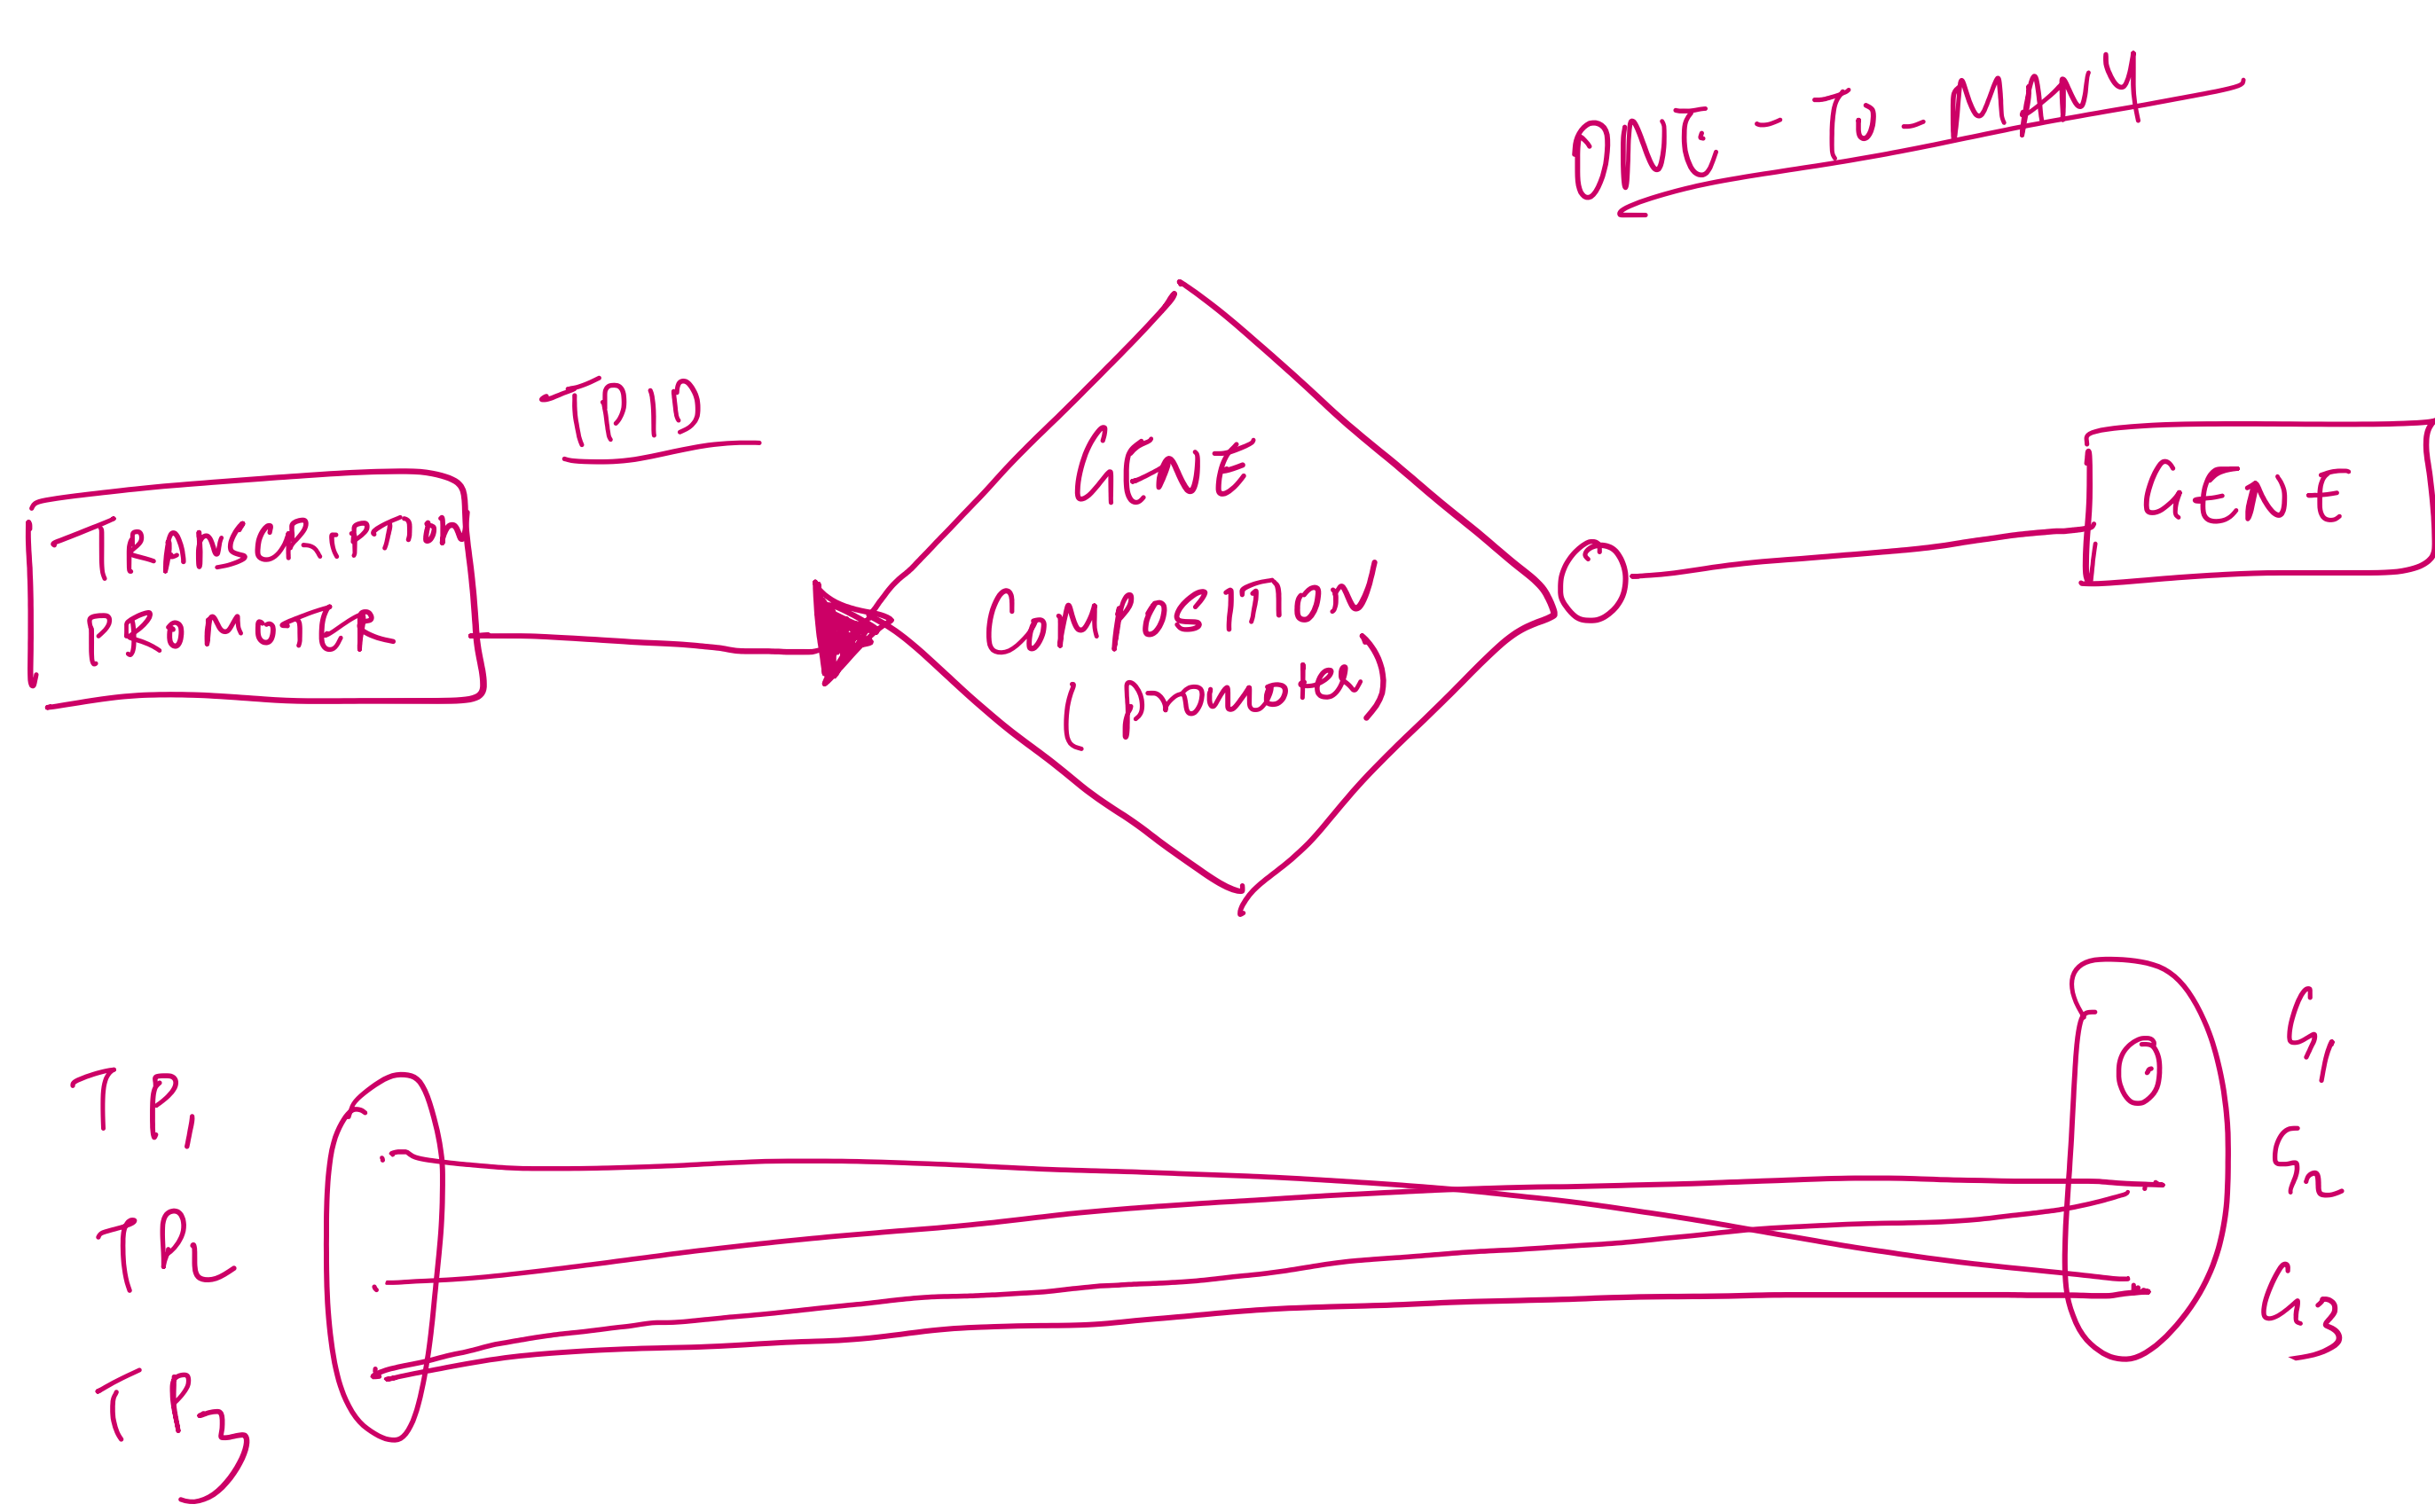 ONE - TO - MANY
TPID
TRANSCRIPTION
PROMOTER
GENE
COMPOSITION
(promoter)
GENE
TP1
TP2
TP3
G1
G2
G3